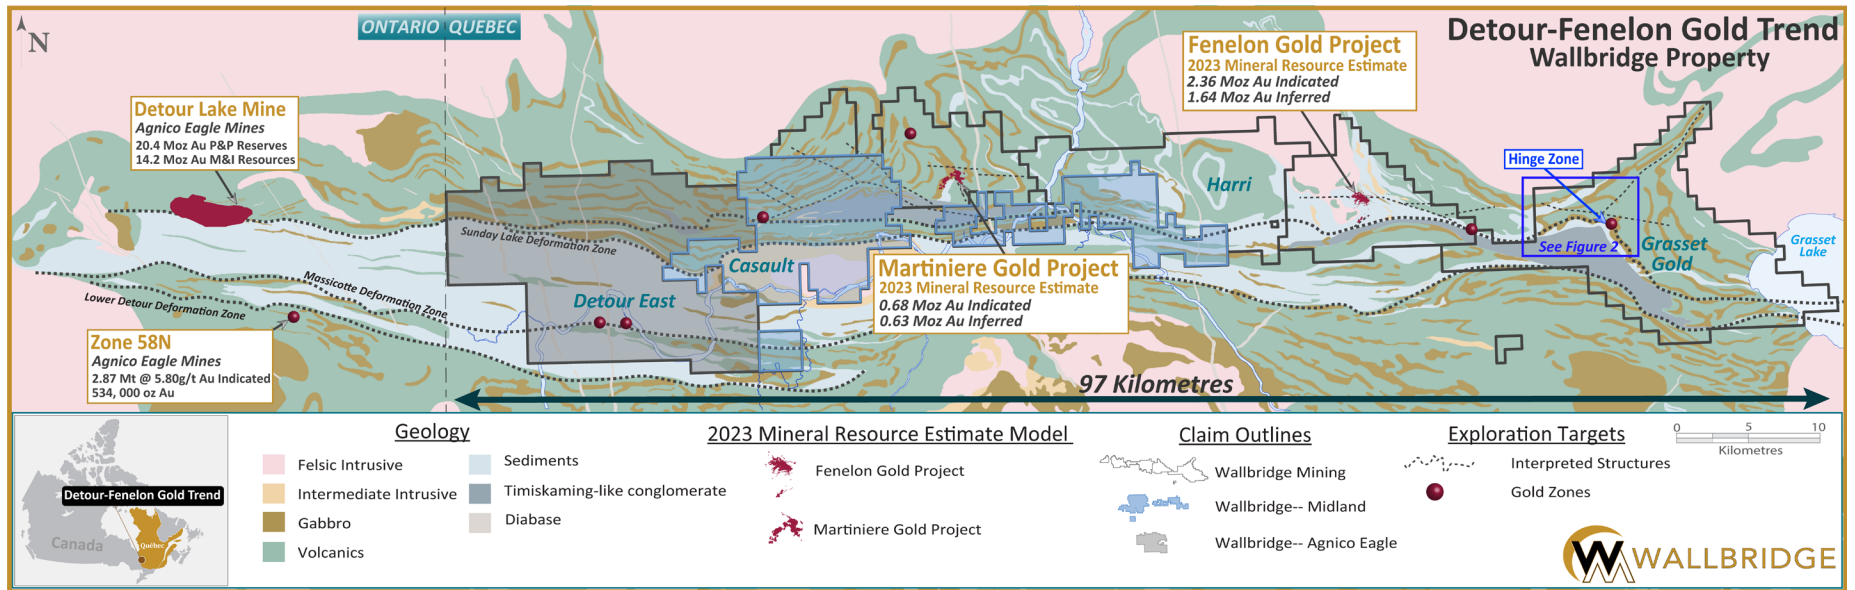 ONTARIO QUEBEC
N
Detour-Fenelon Gold Trend
Wallbridge Property
Fenelon Gold Project
2023 Mineral Resource Estimate
2.36 Moz Au Indicated
1.64 Moz Au Inferred
Detour Lake Mine
Agnico Eagle Mines
20.4 Moz Au P&P Reserves
14.2 Moz Au M&I Resources
Hinge Zone
Harri
Sunday Lake Deformation Zone
See Figure 2
Grasset
Gold
Grasset
Lake
Casault
Martiniere Gold Project
2023 Mineral Resource Estimate
0.68 Moz Au Indicated
0.63 Moz Au Inferred
Massicotte Deformation Zone
Lower Detour Deformation Zone
Detour East
Zone 58N
Agnico Eagle Mines
2.87 Mt @ 5.80g/t Au Indicated
534, 000 oz Au
97 Kilometres
Detour-Fenelon Gold Trend
Canada
Québec
Geology
Felsic Intrusive
Intermediate Intrusive
Gabbro
Volcanics
Sediments
Timiskaming-like conglomerate
Diabase
2023 Mineral Resource Estimate Model
Fenelon Gold Project
Martiniere Gold Project
Claim Outlines
Wallbridge Mining
Wallbridge-- Midland
Wallbridge-- Agnico Eagle
Exploration Targets
Interpreted Structures
Gold Zones
0 5 10
Kilometres
WALLBRIDGE